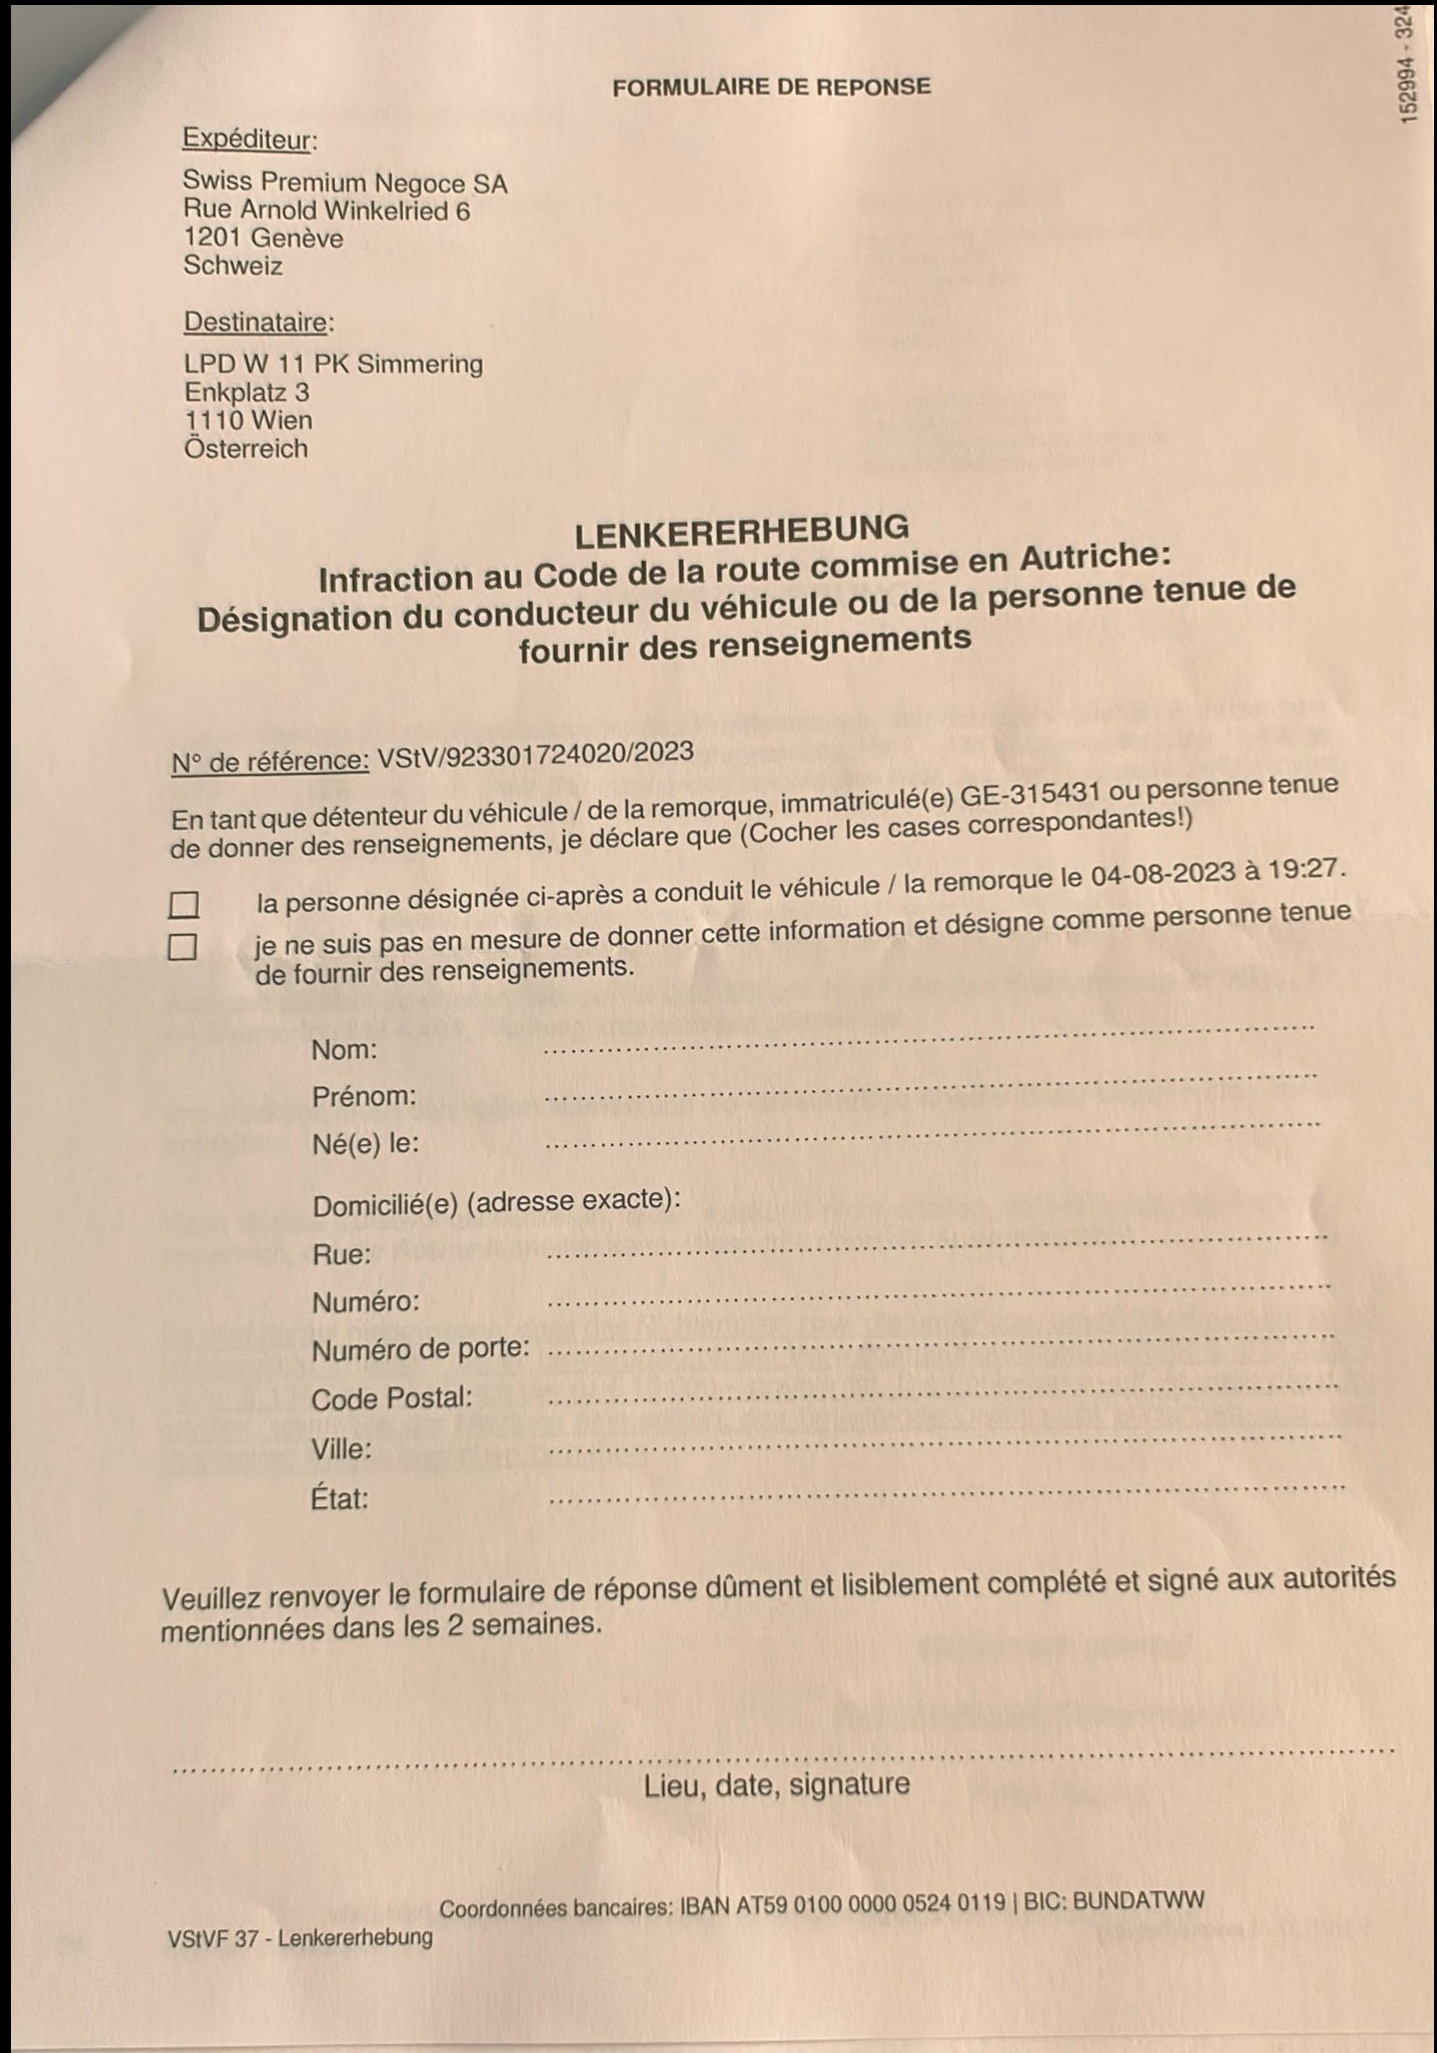 152994 - 324
FORMULAIRE DE REPONSE
Expéditeur:
Swiss Premium Negoce SA
Rue Arnold Winkelried 6
1201 Genève
Schweiz
Destinataire:
LPD W 11 PK Simmering
Enkplatz 3
1110 Wien
Österreich
LENKERERHEBUNG
Infraction au Code de la route commise en Autriche:
Désignation du conducteur du véhicule ou de la personne tenue de
fournir des renseignements
N° de référence: VStV/923301724020/2023
En tant que détenteur du véhicule / de la remorque, immatriculé(e) GE-315431 ou personne tenue
de donner des renseignements, je déclare que (Cocher les cases correspondantes!)
la personne désignée ci-après a conduit le véhicule / la remorque le 04-08-2023 à 19:27.
je ne suis pas en mesure de donner cette information et désigne comme personne tenue
de fournir des renseignements.
Nom:
Prénom:
Né(e) le:
Domicilié(e) (adresse exacte):
Rue:
Numéro:
Numéro de porte:
Code Postal:
Ville:
État:
Veuillez renvoyer le formulaire de réponse dûment et lisiblement complété et signé aux autorités
mentionnées dans les 2 semaines.
Lieu, date, signature
Coordonnées bancaires: IBAN AT59 0100 0000 0524 0119 | BIC: BUNDATWW
VStVF 37 - Lenkererhebung